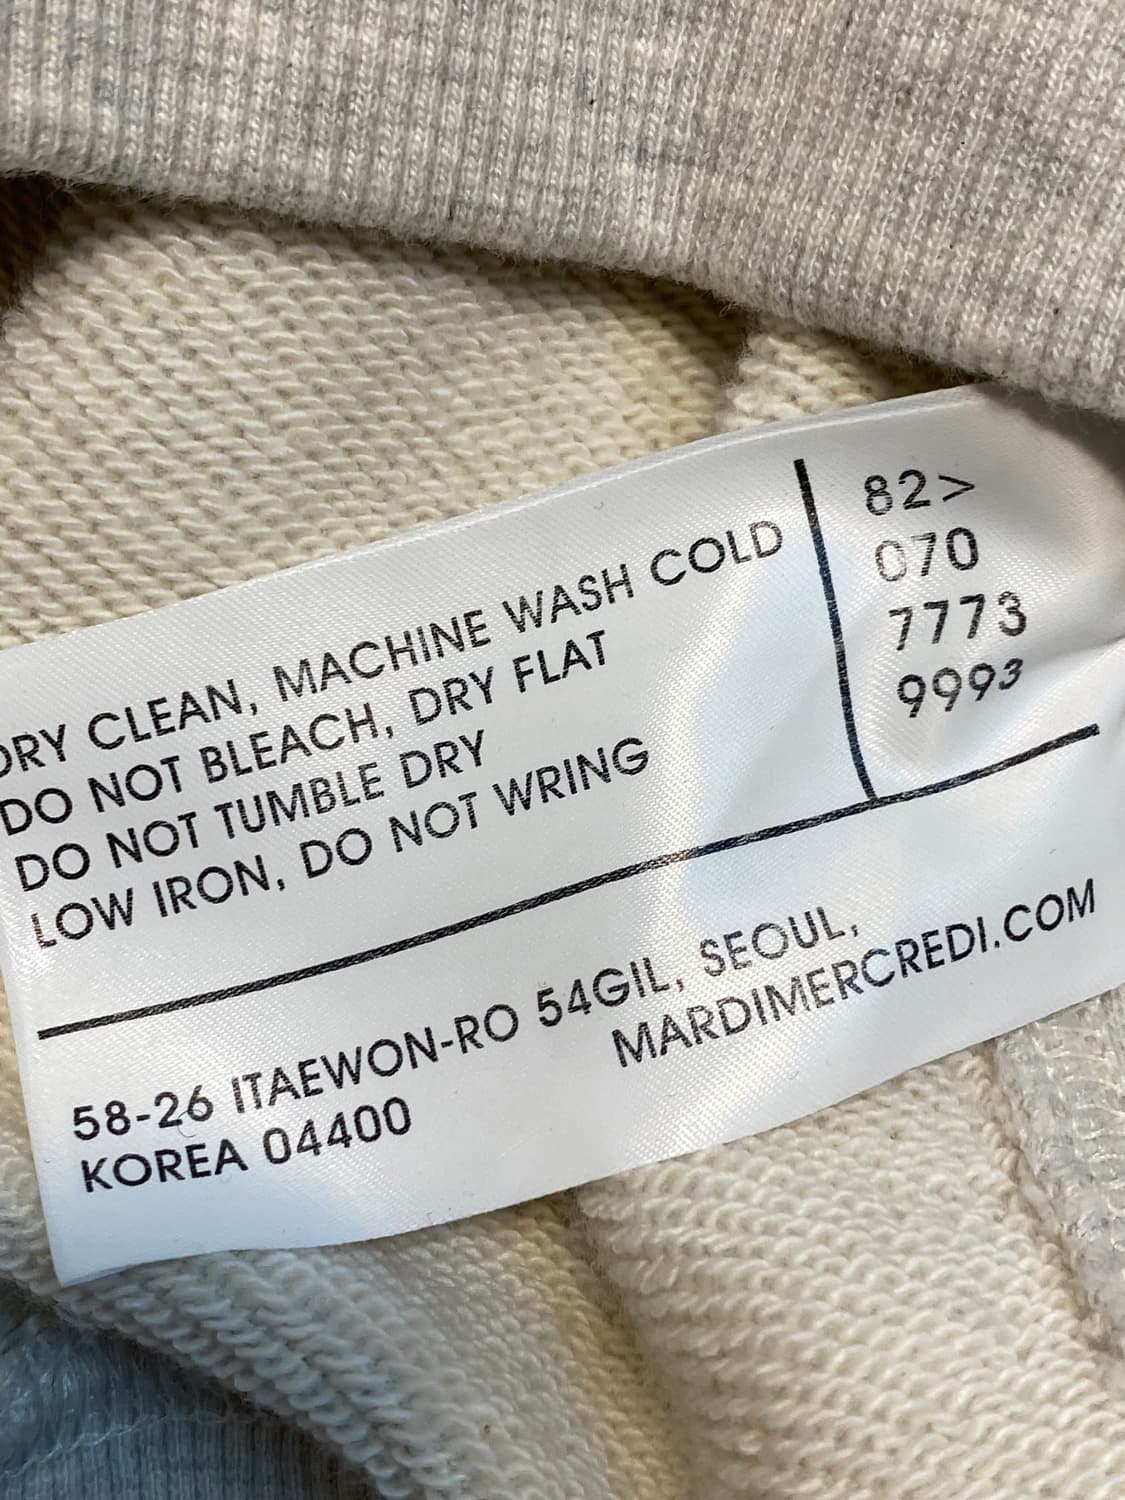 DRY CLEAN, MACHINE WASH COLD
DO NOT BLEACH, DRY FLAT
DO NOT TUMBLE DRY
LOW IRON, DO NOT WRING
82>
070
7773
9993
58-26 ITAEWON-RO 54GIL, SEOUL,
KOREA 04400
MARDIMERCREDI.COM